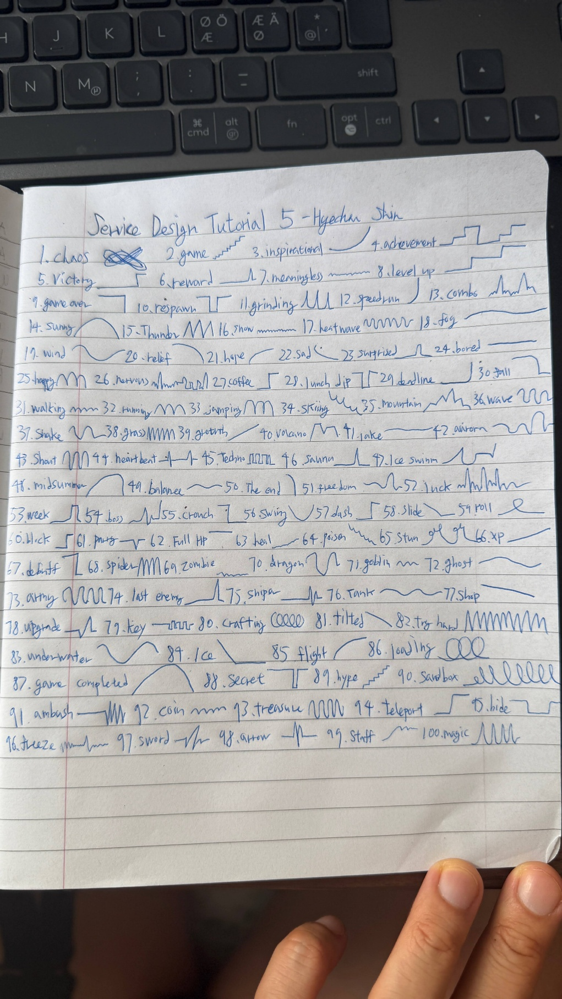 H J K L Ø Ö Æ Æ Ä Ø * @ '
N M µ ; , : . – - shift
⌘ cmd alt gr fn opt ⌥ ctrl
Service Design Tutorial 5 - Hyechan Shin
1. chaos 2. game 3. inspirational 4. achievement
5. Victory 6. reward 7. meaningless 8. level up
9. game over 10. respawn 11. grinding 12. speedrun 13. combo
14. sunny 15. Thunder 16. snow 17. heatwave 18. fog
19. wind 20. relief 21. hope 22. sad 23. surprised 24. bored
25. happy 26. nervous 27. coffee 28. lunch dip 29. deadline 30. fall
31. walking 32. running 33. jumping 34. skiing 35. mountain 36. wave
37. snake 38. grass 39. growth 40. volcano 41. lake 42. aurora
43. Shout 44. heartbeat 45. Techno 46. sauna 47. Ice swimm
48. midsummer 49. balance 50. The end 51. freedom 52. luck
53. week 54. boss 55. crouch 56. swing 57. dash 58. slide 59. roll
60. block 61. parry 62. Full HP 63. heal 64. poison 65. stun 66. XP
67. debuff 68. spider 69. zombie 70. dragon 71. goblin 72. ghost
73. army 74. last enemy 75. sniper 76. Tank 77.
78. upgrade 79. key 80. crafting 81. tilted 82. try hard
83. underwater 84. Ice 85. flight 86. loading
87. game completed 88. secret 89. hype 90. sandbox
91. ambush 92. coin 93. treasure 94. teleport 95. hide
96. freeze 97. sword 98. arrow 99. staff 100. magic